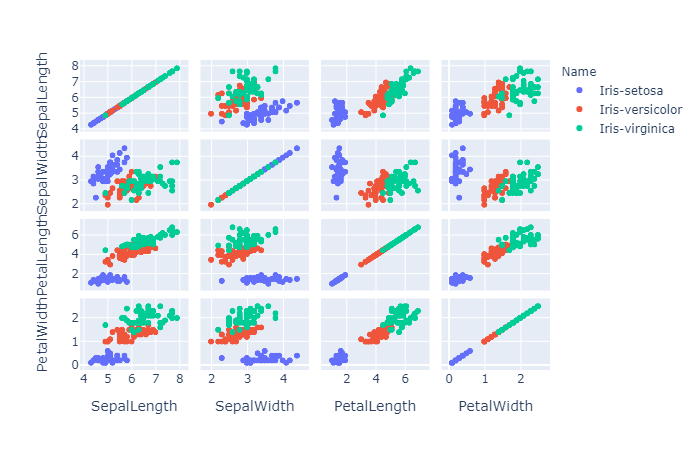 SepalLength
8
7
6
5
4
SepalWidth
4
3
2
PetalLength
6
4
2
PetalWidth
2
1
0
4 5 6 7 8
2 3 4
2 4 6
0 1 2
SepalLength
SepalWidth
PetalLength
PetalWidth
Name
Iris-setosa
Iris-versicolor
Iris-virginica